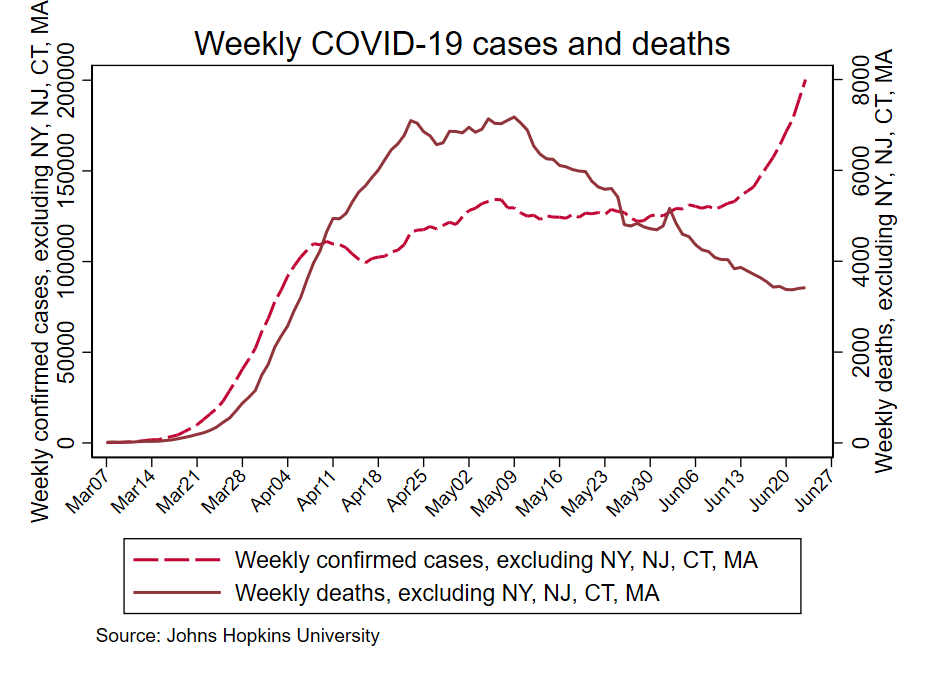 Weekly COVID-19 cases and deaths
Weekly confirmed cases, excluding NY, NJ, CT, MA
200000
150000
100000
50000
0
8000
6000
4000
2000
0
Weekly deaths, excluding NY, NJ, CT, MA
Mar07
Mar14
Mar21
Mar28
Apr04
Apr11
Apr18
Apr25
May02
May09
May16
May23
May30
Jun06
Jun13
Jun20
Jun27
Weekly confirmed cases, excluding NY, NJ, CT, MA
Weekly deaths, excluding NY, NJ, CT, MA
Source: Johns Hopkins University